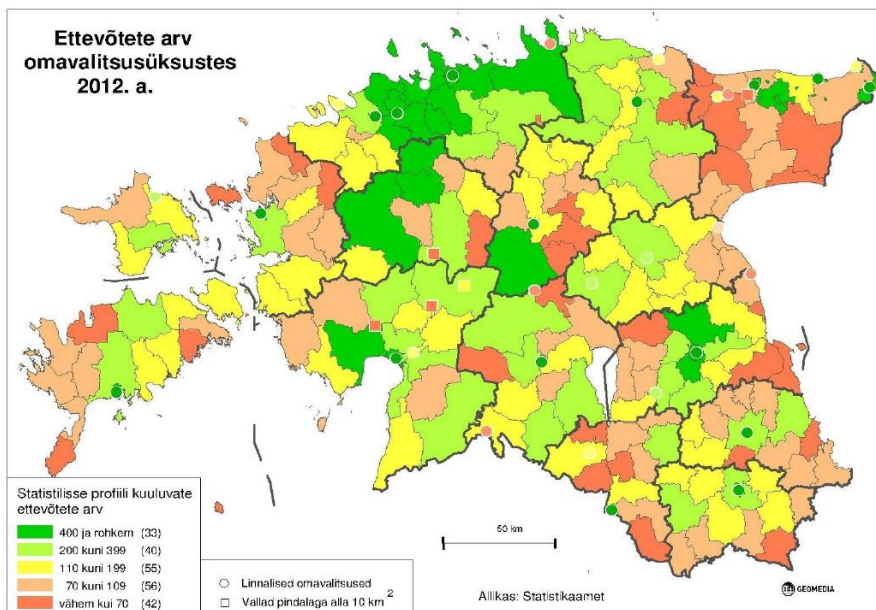 Ettevõtete arv
omavalitsusüksustes
2012. a.
Statistilisse profiili kuuluvate
ettevõtete arv
400 ja rohkem (33)
200 kuni 399 (40)
110 kuni 199 (55)
70 kuni 109 (56)
vähem kui 70 (42)
Linnalised omavalitsused
Vallad pindalaga alla 10 km²
50 km
Allikas: Statistikaamet
GEOMEDIA